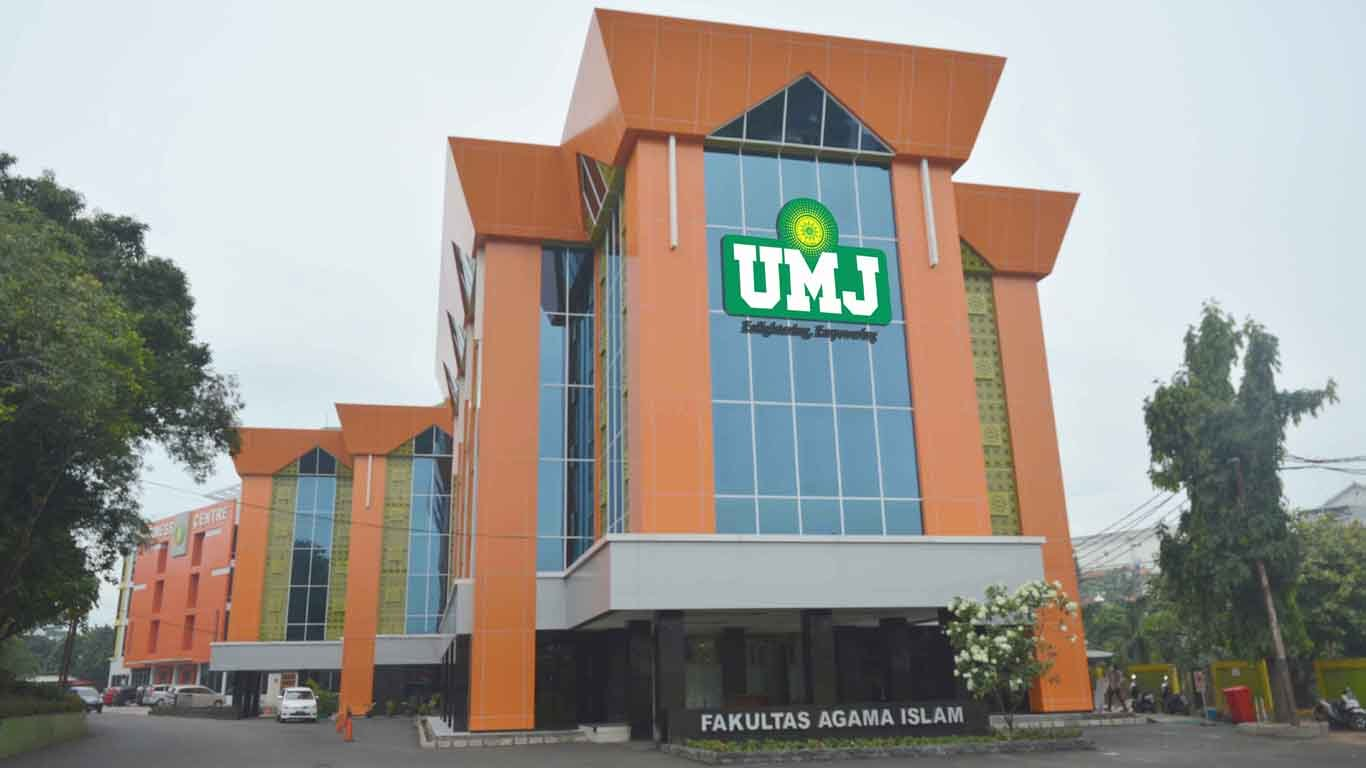 UMJ
Enlightening, Empowering
CENTRE
FAKULTAS AGAMA ISLAM